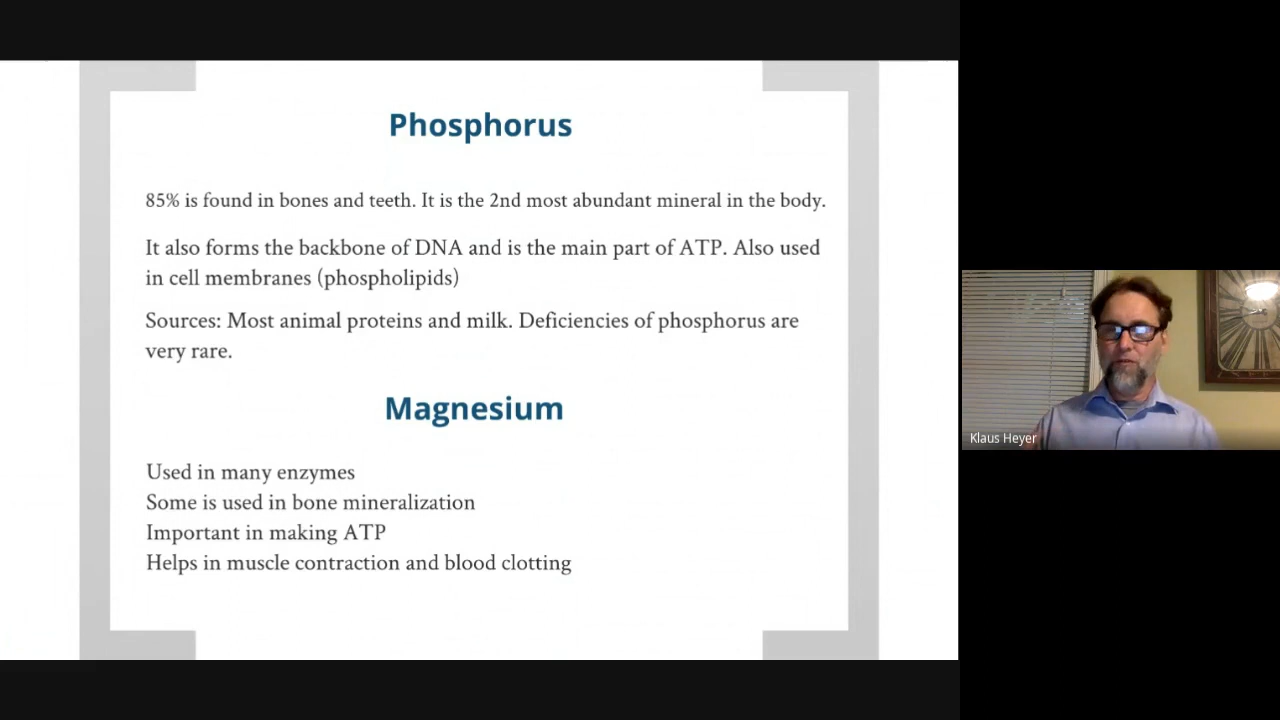 Phosphorus
85% is found in bones and teeth. It is the 2nd most abundant mineral in the body.
It also forms the backbone of DNA and is the main part of ATP. Also used
in cell membranes (phospholipids)
Sources: Most animal proteins and milk. Deficiencies of phosphorus are
very rare.
Magnesium
Used in many enzymes
Some is used in bone mineralization
Important in making ATP
Helps in muscle contraction and blood clotting
Klaus Heyer